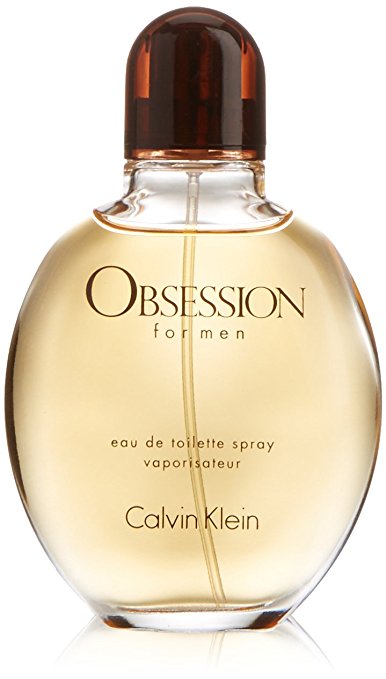 OBSESSION
for men
eau de toilette spray
vaporisateur
Calvin Klein